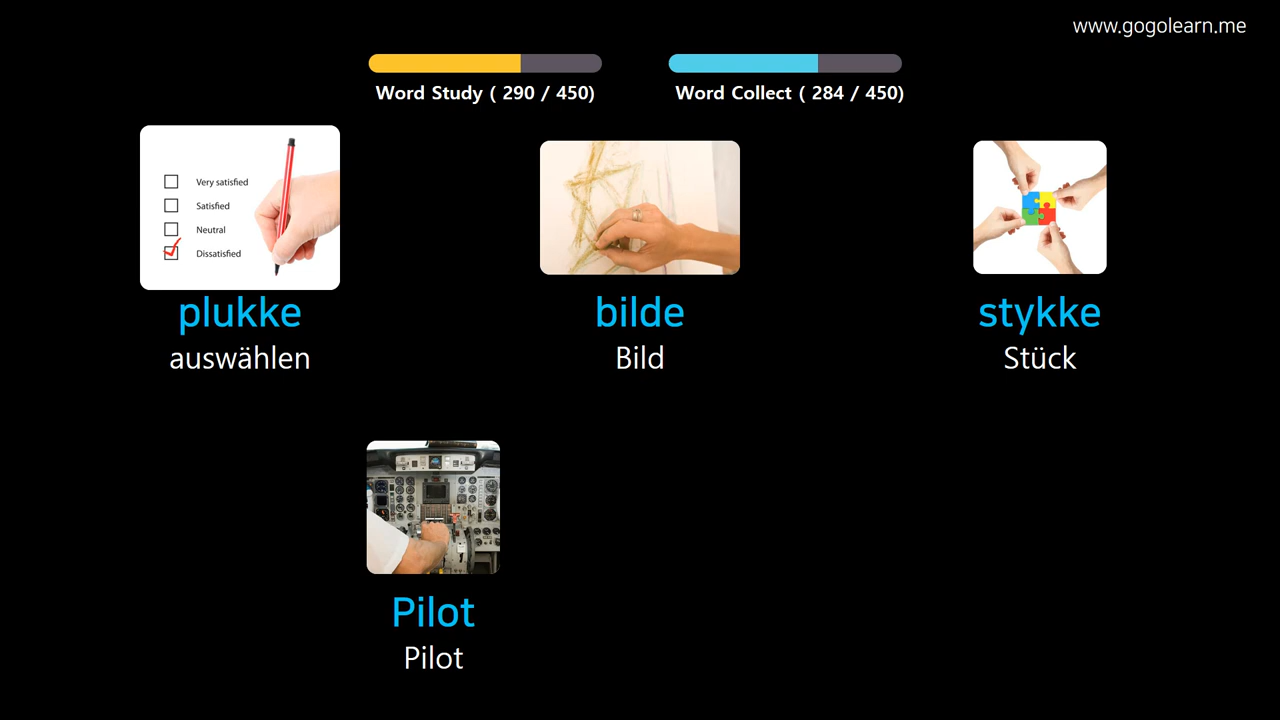 www.gogolearn.me
Word Study ( 290 / 450)
Word Collect ( 284 / 450)
Very satisfied
Satisfied
Neutral
Dissatisfied
plukke
auswählen
bilde
Bild
stykke
Stück
Pilot
Pilot